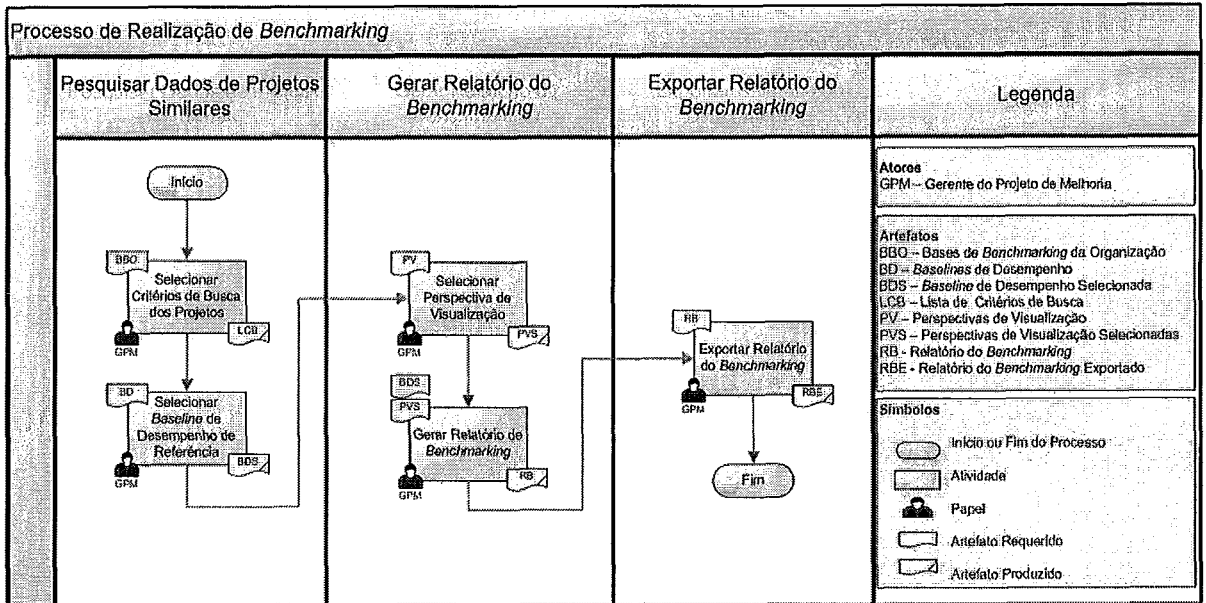 Processo de Realização de Benchmarking
Pesquisar Dados de Projetos
Similares
Início
BBO
Selecionar
Critérios de Busca
dos Projetos
LCB
GPM
BD
Selecionar
Baseline de
Desempenho de
Referência
BDS
GPM
Gerar Relatório do
Benchmarking
PV
Selecionar
Perspectiva de
Visualização
PVS
GPM
BDS
PVS
Gerar Relatório de
Benchmarking
RB
GPM
Exportar Relatório do
Benchmarking
RB
Exportar Relatório
do Benchmarking
RBE
GPM
Fim
Legenda
Atores
GPM – Gerente do Projeto de Melhoria
Artefatos
BBO – Bases de Benchmarking da Organização
BD – Baselines de Desempenho
BDS – Baseline de Desempenho Selecionada
LCB – Lista de Critérios de Busca
PV – Perspectivas de Visualização
PVS – Perspectivas de Visualização Selecionadas
RB - Relatório do Benchmarking
RBE - Relatório do Benchmarking Exportado
Símbolos
Início ou Fim do Processo
Atividade
Papel
Artefato Requerido
Artefato Produzido